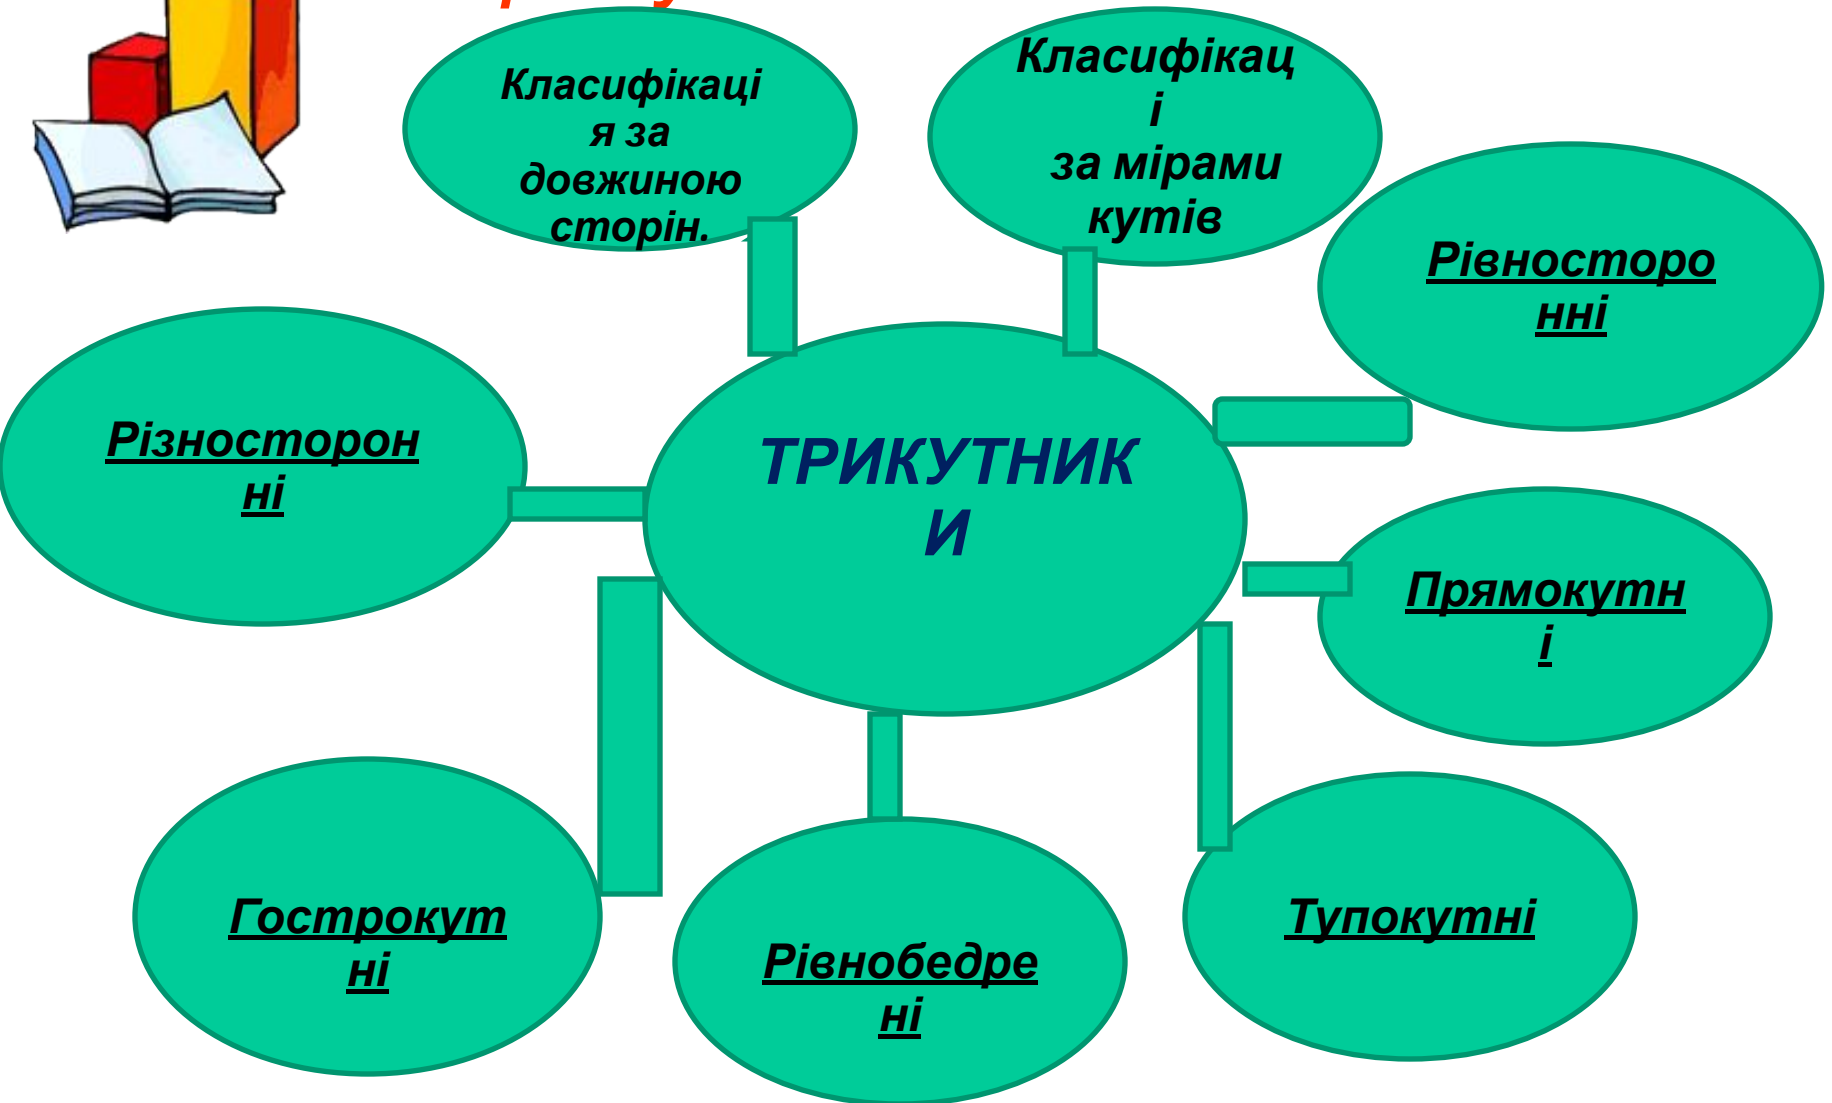 Класифікаці
я за
довжиною
сторін.
Класифікац
і
за мірами
кутів
Рівносторо
нні
Різносторон
ні
ТРИКУТНИК
И
Прямокутн
і
Гострокут
ні
Рівнобедре
ні
Тупокутні